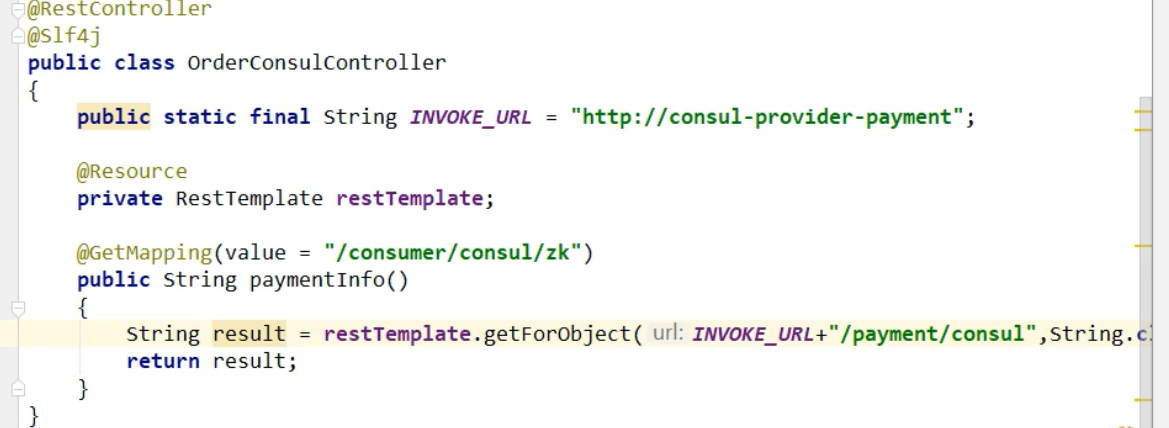 @RestController
@Slf4j
public class OrderConsulController
{
    public static final String INVOKE_URL = "http://consul-provider-payment";

    @Resource
    private RestTemplate restTemplate;

    @GetMapping(value = "/consumer/consul/zk")
    public String paymentInfo()
    {
        String result = restTemplate.getForObject( url: INVOKE_URL+"/payment/consul",String.cl
        return result;
    }
}